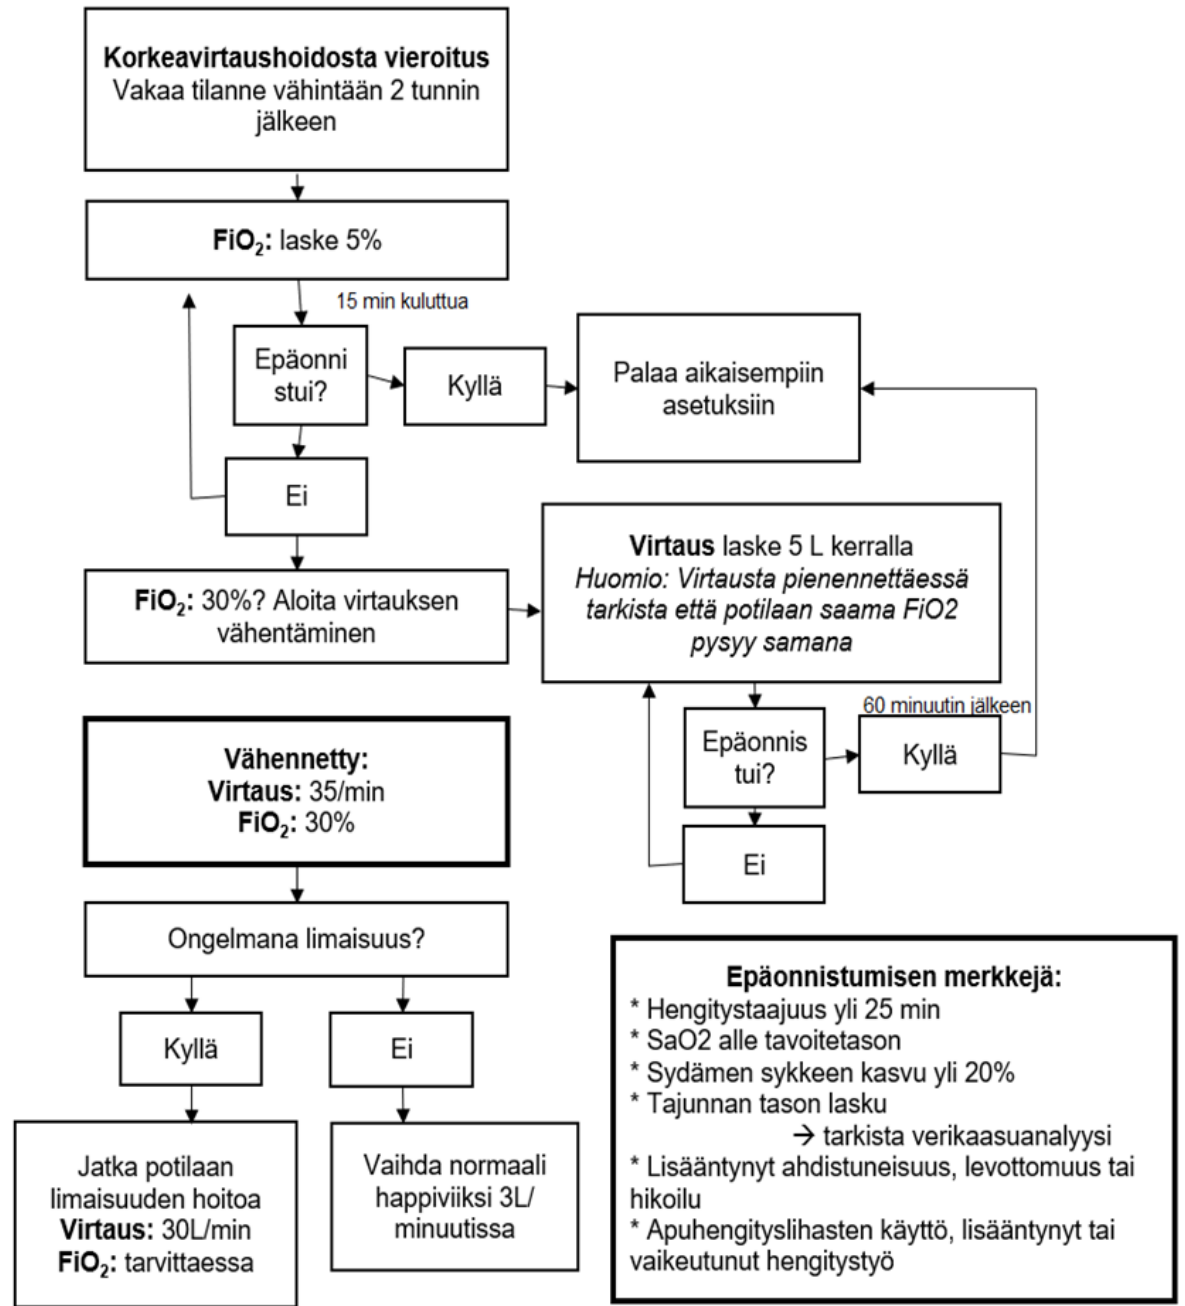 Korkeavirtaushoidosta vieroitus
Vakaa tilanne vähintään 2 tunnin
jälkeen
FiO₂: laske 5%
15 min kuluttua
Epäonni
stui?
Kyllä
Palaa aikaisempiin
asetuksiin
Ei
FiO₂: 30%? Aloita virtauksen
vähentäminen
Virtaus laske 5 L kerralla
Huomio: Virtausta pienennettäessä
tarkista että potilaan saama FiO2
pysyy samana
60 minuutin jälkeen
Epäonnis
tui?
Kyllä
Ei
Vähennetty:
Virtaus: 35/min
FiO₂: 30%
Ongelmana limaisuus?
Kyllä
Ei
Jatka potilaan
limaisuuden hoitoa
Virtaus: 30L/min
FiO₂: tarvittaessa
Vaihda normaali
happiviiksi 3L/
minuutissa
Epäonnistumisen merkkejä:
* Hengitystaajuus yli 25 min
* SaO2 alle tavoitetason
* Sydämen sykkeen kasvu yli 20%
* Tajunnan tason lasku
→ tarkista verikaasuanalyysi
* Lisääntynyt ahdistuneisuus, levottomuus tai
hikoilu
* Apuhengityslihasten käyttö, lisääntynyt tai
vaikeutunut hengitystyö